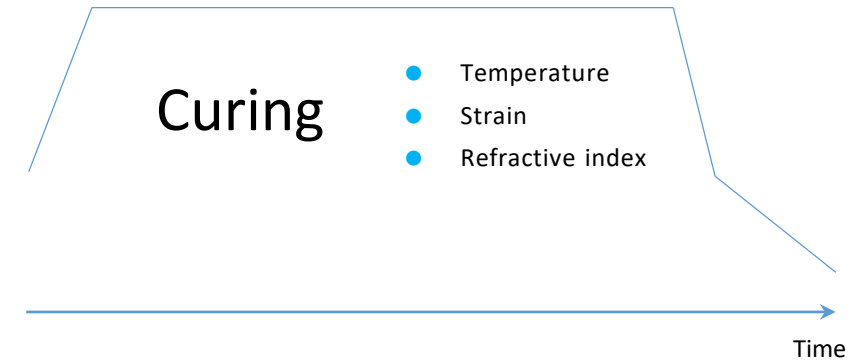 Curing
Temperature
Strain
Refractive index
Time